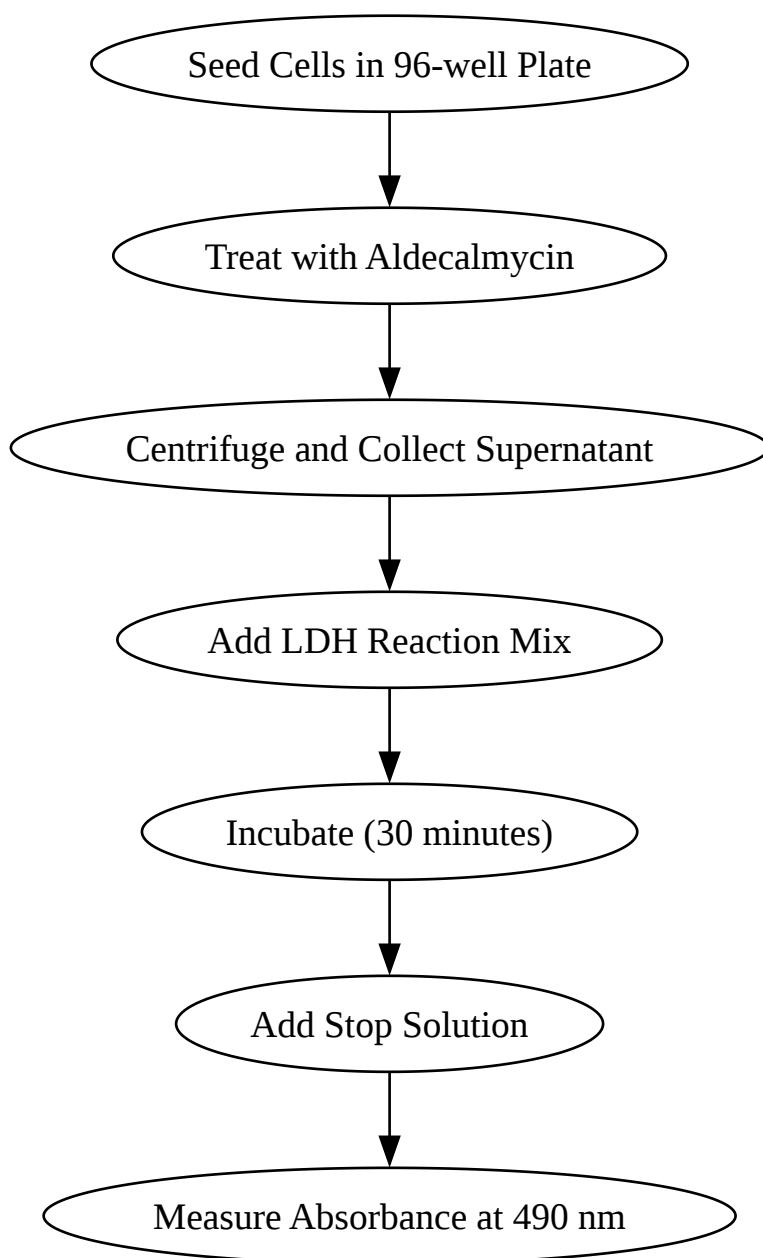 Seed Cells in 96-well Plate
Treat with Aldecalmycin
Centrifuge and Collect Supernatant
Add LDH Reaction Mix
Incubate (30 minutes)
Add Stop Solution
Measure Absorbance at 490 nm